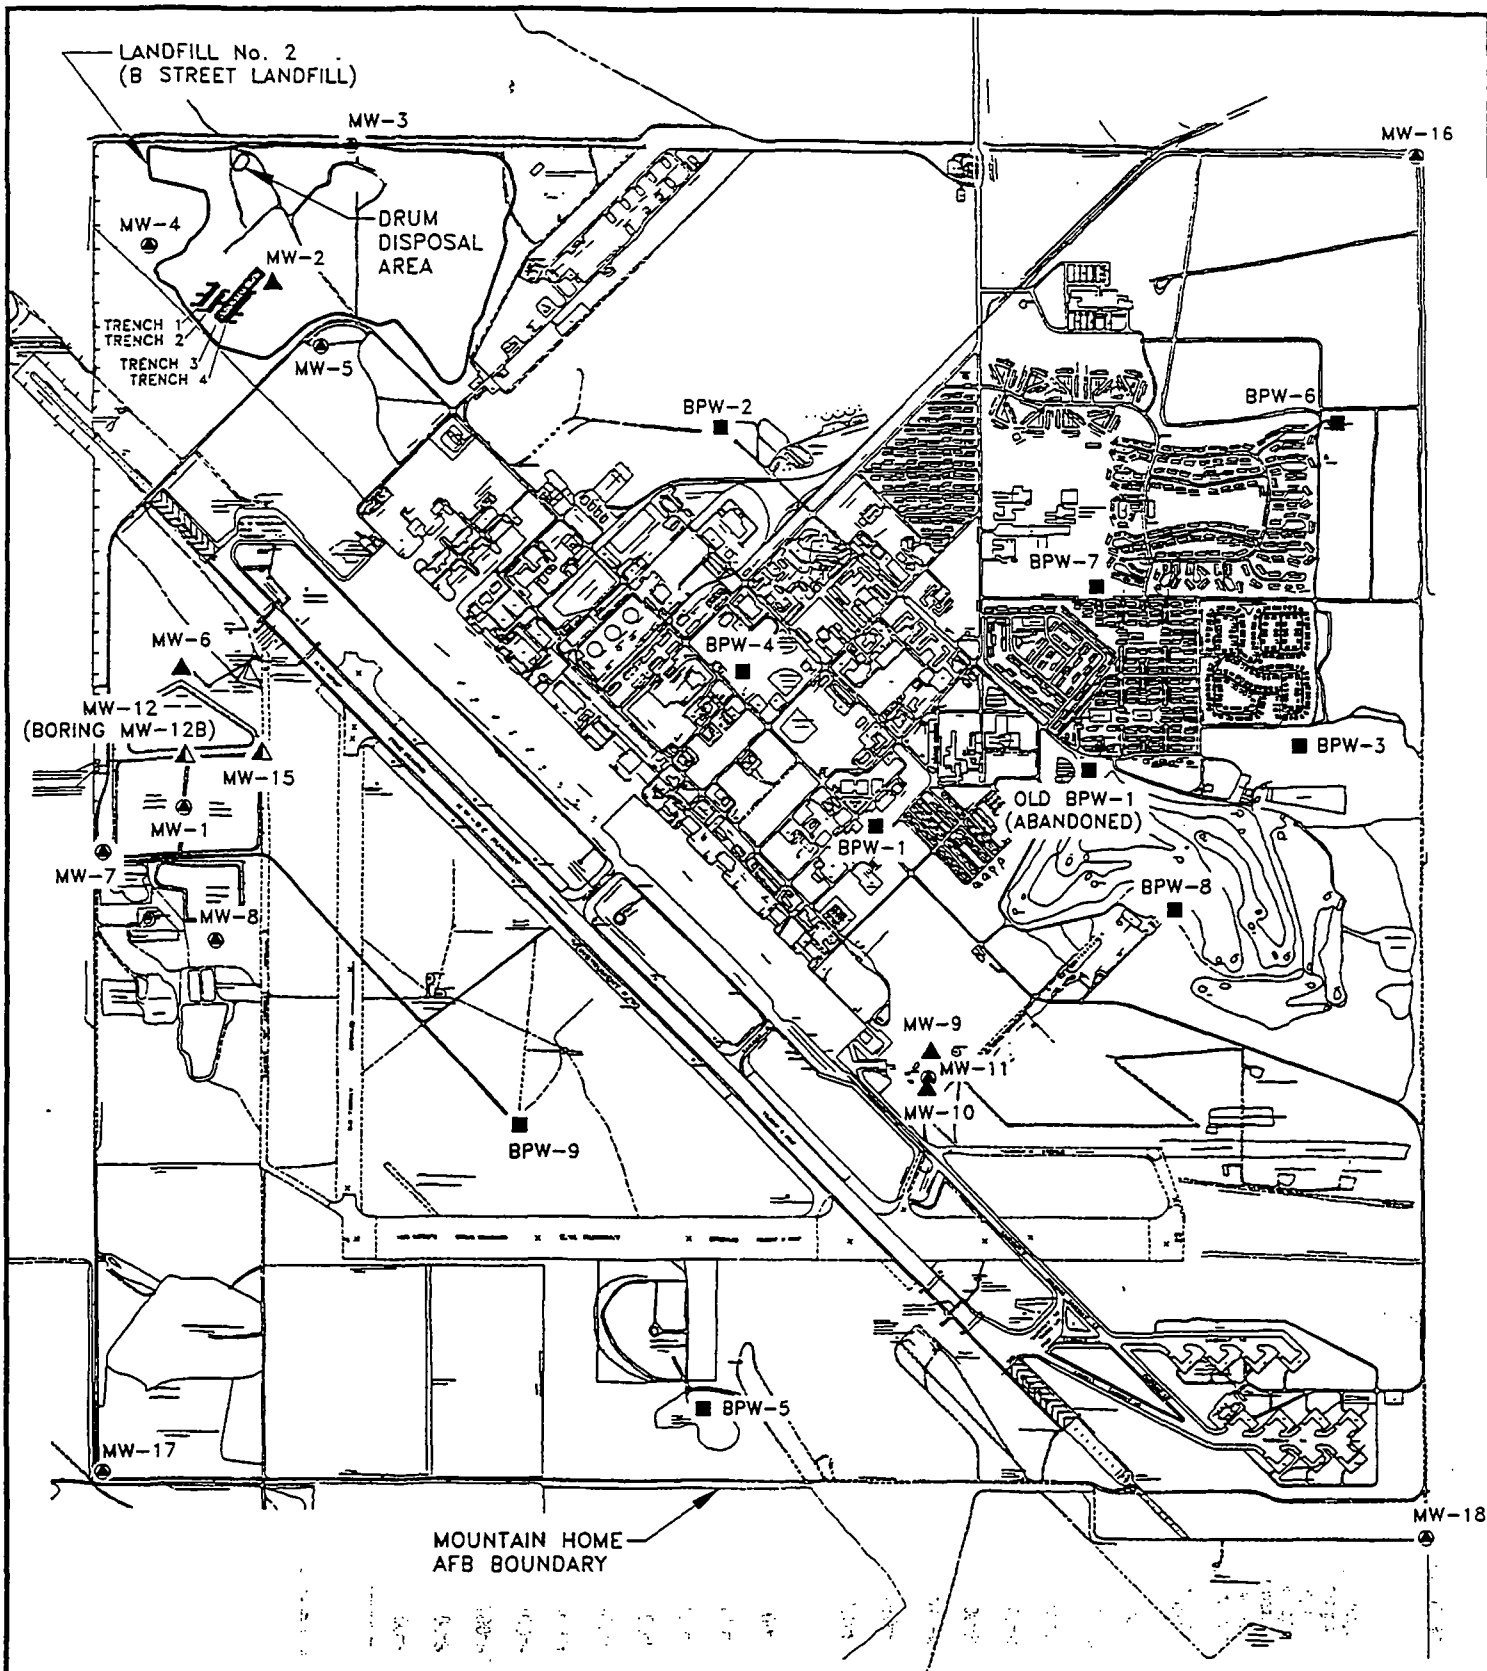 LANDFILL No. 2
(B STREET LANDFILL)
MW-3
MW-16
MW-4
DRUM
DISPOSAL
AREA
MW-2
TRENCH 1
TRENCH 2
TRENCH 3
TRENCH 4
MW-5
BPW-2
BPW-6
BPW-7
MW-6
BPW-4
MW-12
(BORING MW-12B)
MW-15
BPW-3
MW-1
OLD BPW-1
(ABANDONED)
BPW-1
MW-7
BPW-8
MW-8
MW-9
MW-11
MW-10
BPW-9
BPW-5
MW-17
MW-18
MOUNTAIN HOME
AFB BOUNDARY